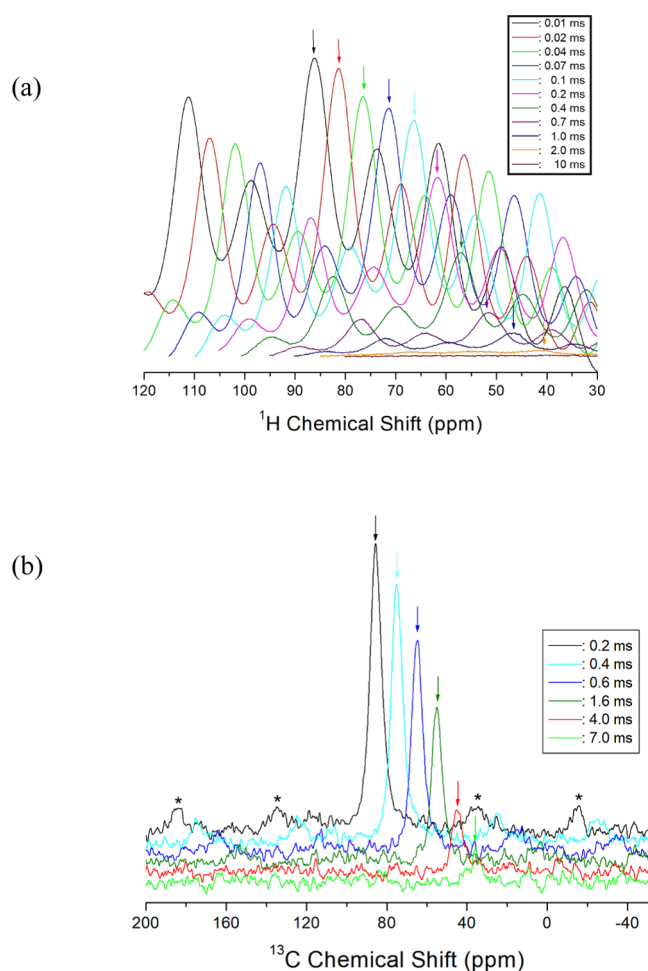 (a)
: 0.01 ms
: 0.02 ms
: 0.04 ms
: 0.07 ms
: 0.1 ms
: 0.2 ms
: 0.4 ms
: 0.7 ms
: 1.0 ms
: 2.0 ms
: 10 ms
120 110 100 90 80 70 60 50 40 30
¹H Chemical Shift (ppm)
(b)
: 0.2 ms
: 0.4 ms
: 0.6 ms
: 1.6 ms
: 4.0 ms
: 7.0 ms
* * * *
200 160 120 80 40 0 -40
¹³C Chemical Shift (ppm)